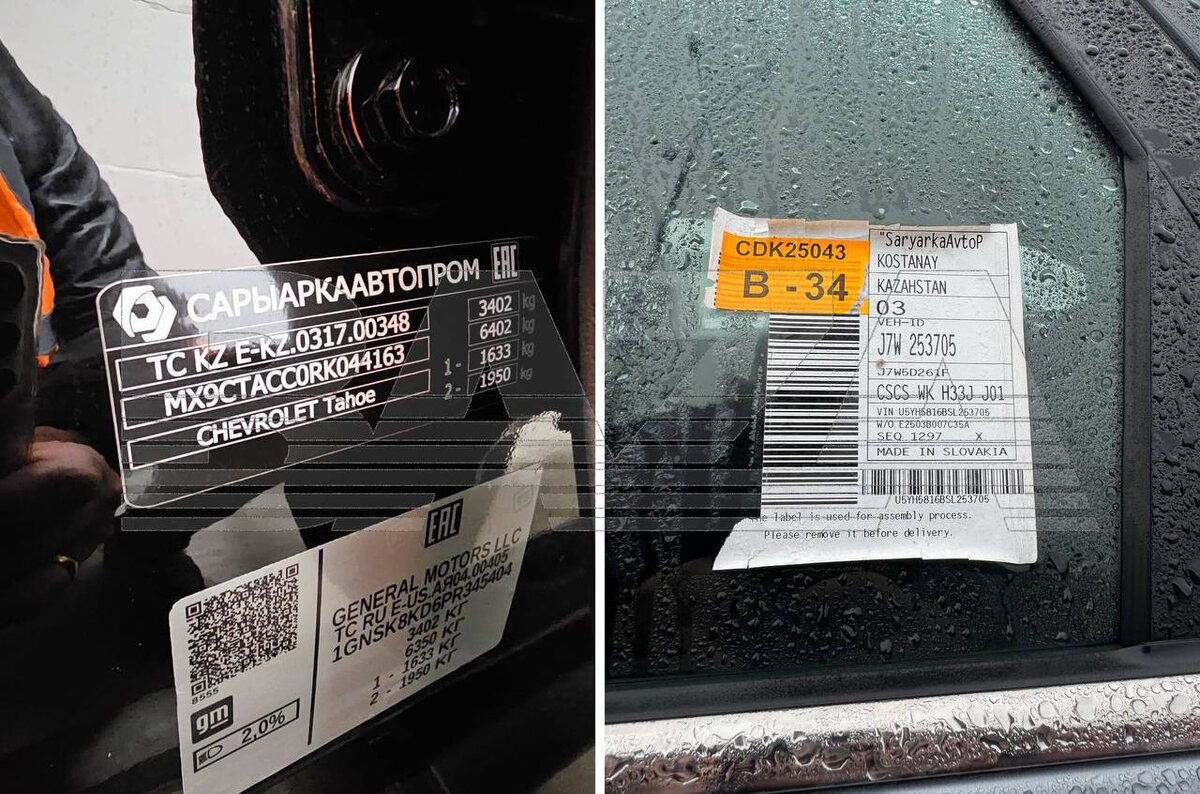 САРЫАРКААВТОПРОМ EAC
TC KZ E-KZ.0317.00348
MX9CTACC0RK044163
CHEVROLET Tahoe
3402 kg
6402 kg
1- 1633 kg
2- 1950 kg
EAC
GENERAL MOTORS LLC
TC RU E-US.АЯ04.00405
1GNSK8KD6PR345404
3402 КГ
6350 КГ
1 - 1633 КГ
2 - 1950 КГ
8555
gm
2,0%
CDK25043
B -34
"SaryarkaAvtoP
KOSTANAY
KAZAHSTAN
03
VEH-ID
J7W 253705
J7W5D261F
CSCS WK H33J J01
VIN U5YH5816BSL253705
W/O E2503B007C35A
SEQ 1297 X
MADE IN SLOVAKIA
U5YH5816BSL253705
label is used for assembly process.
Please remove it before delivery.
BAZA